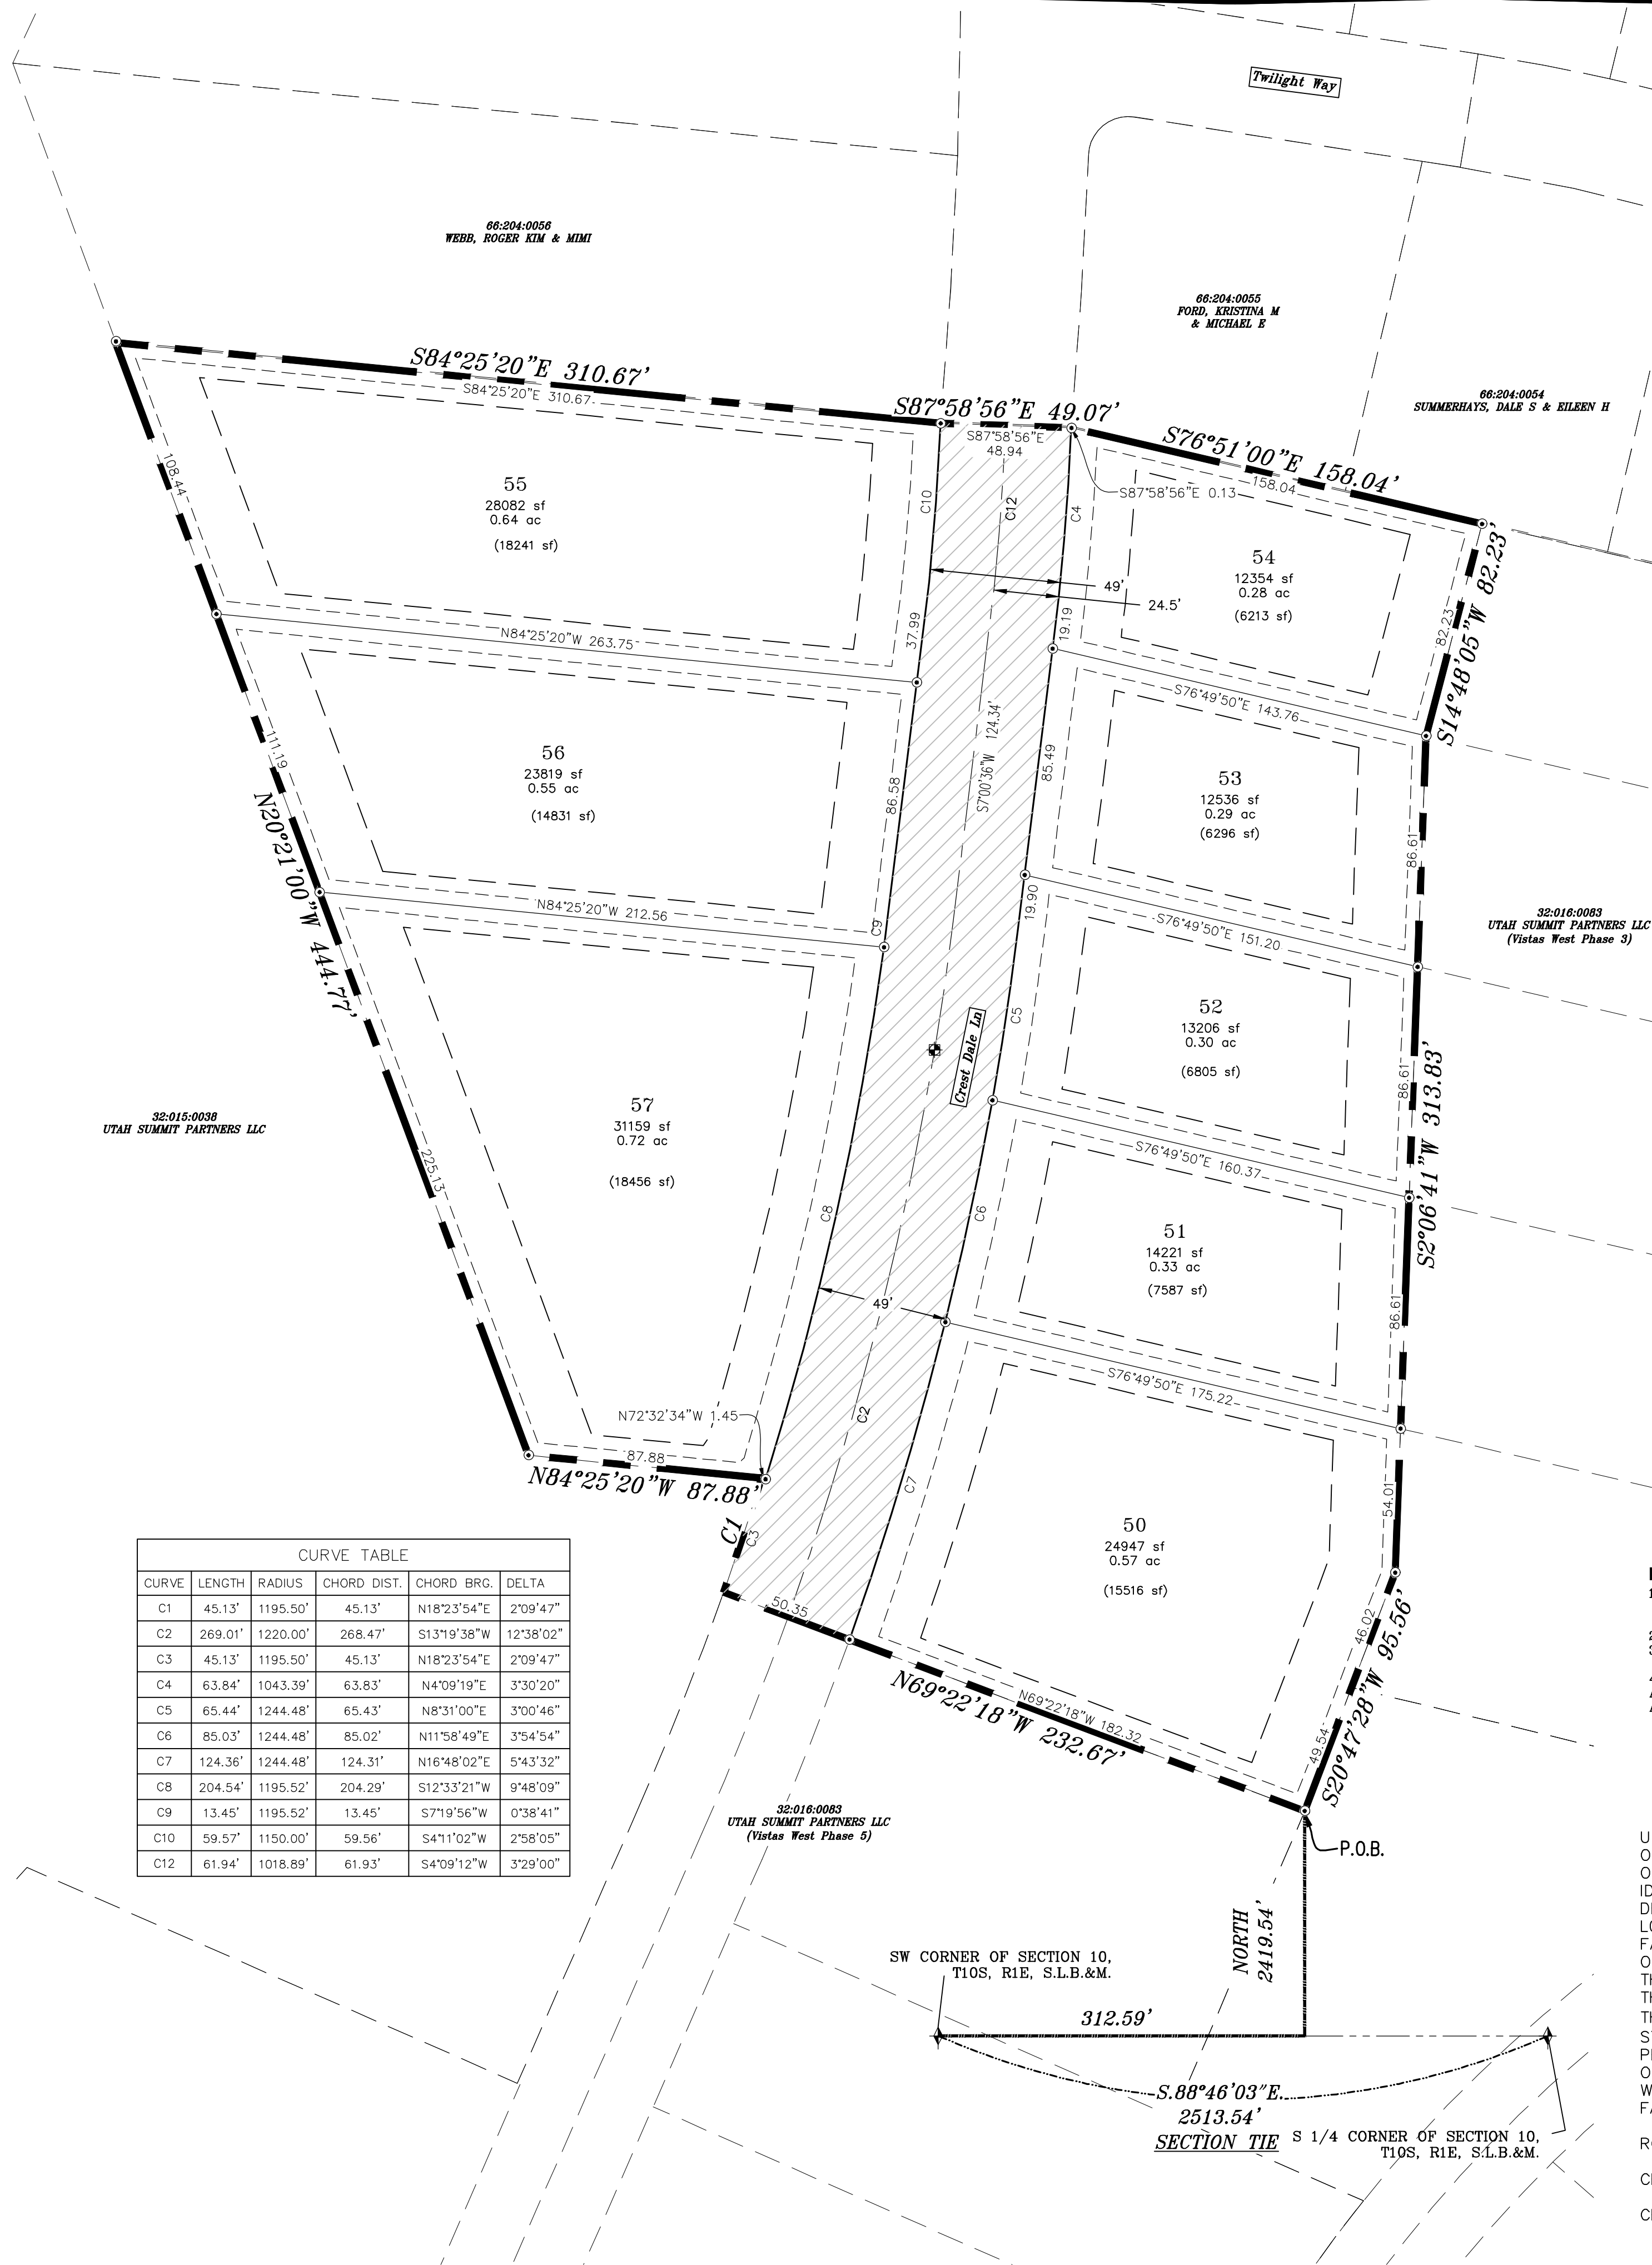 Twilight Way
66:204:0056
WEBB, ROGER KIM & MIMI
66:204:0055
FORD, KRISTINA M
& MICHAEL E
66:204:0054
SUMMERHAYS, DALE S & EILEEN H
S84°25'20"E 310.67'
S84°25'20"E 310.67
S87°58'56"E 49.07'
S87°58'56"E
48.94
S76°51'00"E 158.04'
158.04
S87°58'56"E 0.13
108.44
55
28082 sf
0.64 ac
(18241 sf)
C10
C12
C4
54
12354 sf
0.28 ac
(6213 sf)
49'
24.5'
S14°48'05"W 82.23'
82.23
37.99
19.19
N84°25'20"W 263.75
S76°49'50"E 143.76
111.19
56
23819 sf
0.55 ac
(14831 sf)
86.58
S7°00'36"W 124.34'
85.49
53
12536 sf
0.29 ac
(6296 sf)
86.61
N20°21'00"W 444.77'
N84°25'20"W 212.56
C9
19.90
S76°49'50"E 151.20
32:016:0083
UTAH SUMMIT PARTNERS LLC
(Vistas West Phase 3)
52
13206 sf
0.30 ac
(6805 sf)
C5
Crest Dale Ln
86.61
S2°06'41"W 313.83'
32:015:0038
UTAH SUMMIT PARTNERS LLC
57
31159 sf
0.72 ac
(18456 sf)
225.13
S76°49'50"E 160.37
C8
C6
51
14221 sf
0.33 ac
(7587 sf)
49'
86.61
S76°49'50"E 175.22
N72°32'34"W 1.45
C2
87.88
N84°25'20"W 87.88'
C7
C1
C3
54.01
50
24947 sf
0.57 ac
(15516 sf)
50.35
46.02
N69°22'18"W 182.32
N69°22'18"W 232.67'
49.54
S20°47'28"W 95.56'
CURVE TABLE
CURVE LENGTH RADIUS CHORD DIST. CHORD BRG. DELTA
C1 45.13' 1195.50' 45.13' N18°23'54"E 2°09'47"
C2 269.01' 1220.00' 268.47' S13°19'38"W 12°38'02"
C3 45.13' 1195.50' 45.13' N18°23'54"E 2°09'47"
C4 63.84' 1043.39' 63.83' N4°09'19"E 3°30'20"
C5 65.44' 1244.48' 65.43' N8°31'00"E 3°00'46"
C6 85.03' 1244.48' 85.02' N11°58'49"E 3°54'54"
C7 124.36' 1244.48' 124.31' N16°48'02"E 5°43'32"
C8 204.54' 1195.52' 204.29' S12°33'21"W 9°48'09"
C9 13.45' 1195.52' 13.45' S7°19'56"W 0°38'41"
C10 59.57' 1150.00' 59.56' S4°11'02"W 2°58'05"
C12 61.94' 1018.89' 61.93' S4°09'12"W 3°29'00"
32:016:0083
UTAH SUMMIT PARTNERS LLC
(Vistas West Phase 5)
P.O.B.
NORTH
2419.54'
SW CORNER OF SECTION 10,
T10S, R1E, S.L.B.&M.
312.59'
S.88°46'03"E.
2513.54'
SECTION TIE
S 1/4 CORNER OF SECTION 10,
T10S, R1E, S.L.B.&M.